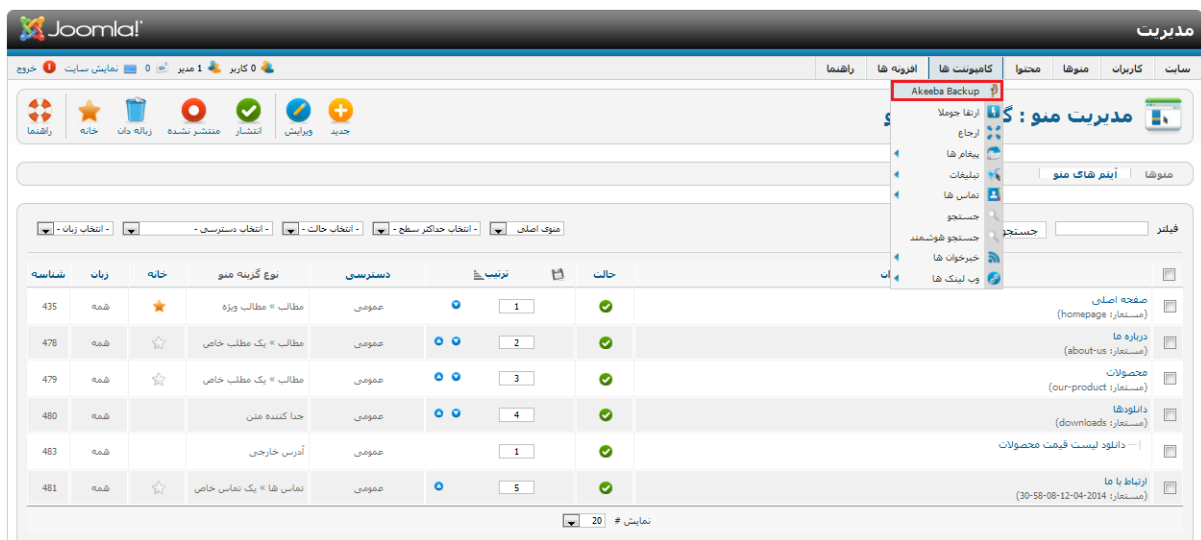 Joomla!
مدیریت
سایت
کاربران
منوها
محتوا
کامپوننت ها
افزونه ها
راهنما
0 کاربر
1 مدیر
0
نمایش سایت
خروج
مدیریت منو :
جدید
ویرایش
انتشار
منتشر نشده
زباله دان
خانه
راهنما
Akeeba Backup
ارتقا جوملا
ارجاع
پیغام ها
تبلیغات
تماس ها
جستجو
جستجو هوشمند
خبرخوان ها
وب لینک ها
منوها
آیتم های منو
فیلتر
جستجو
منوی اصلی
- انتخاب حداکثر سطح -
- انتخاب حالت -
- انتخاب دسترسی -
- انتخاب زبان -
حالت
ترتیب
دسترسی
نوع گزینه منو
خانه
زبان
شناسه
صفحه اصلی
(مستعار: homepage)
1
عمومی
مطالب » مطالب ویژه
همه
435
درباره ما
(مستعار: about-us)
2
عمومی
مطالب » یک مطلب خاص
همه
478
محصولات
(مستعار: our-product)
3
عمومی
مطالب » یک مطلب خاص
همه
479
دانلودها
(مستعار: downloads)
4
عمومی
جدا کننده متن
همه
480
|— دانلود لیست قیمت محصولات
1
عمومی
آدرس خارجی
همه
483
ارتباط با ما
(مستعار: 2014-04-12-08-58-30)
5
عمومی
تماس ها » یک تماس خاص
همه
481
نمایش # 20